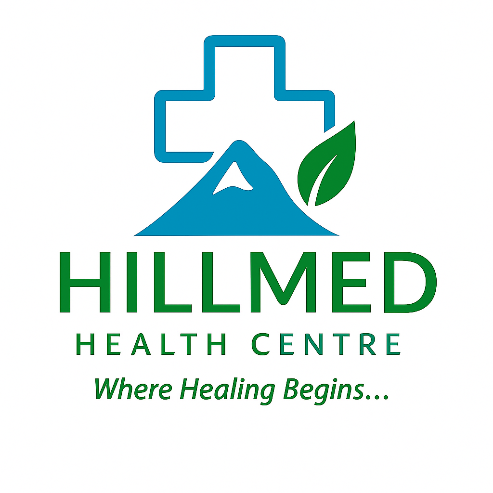 HILLMED
HEALTH CENTRE
Where Healing Begins...